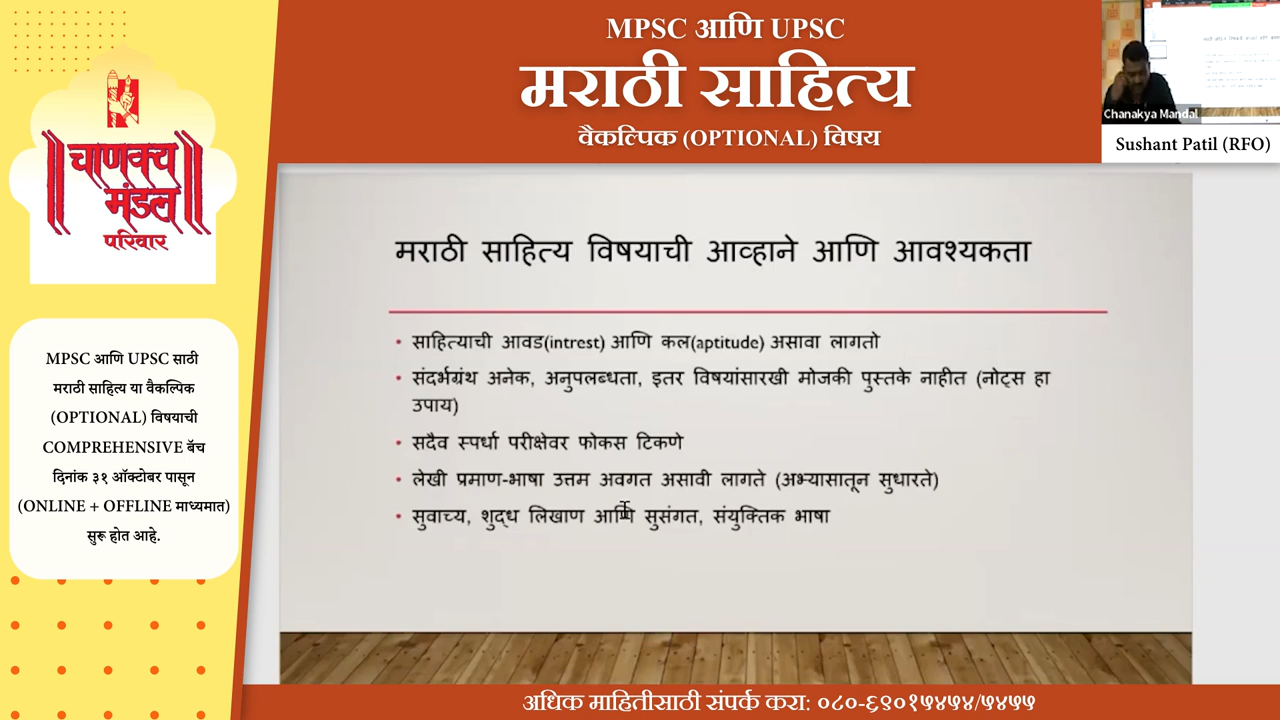 MPSC आणि UPSC
मराठी साहित्य
वैकल्पिक (OPTIONAL) विषय
Chanakya Mandal
Sushant Patil (RFO)
चाणक्य
मंडल
परिवार
MPSC आणि UPSC साठी
मराठी साहित्य या वैकल्पिक
(OPTIONAL) विषयाची
COMPREHENSIVE बॅच
दिनांक ३१ ऑक्टोबर पासून
(ONLINE + OFFLINE माध्यमात)
सुरू होत आहे.
मराठी साहित्य विषयाची आव्हाने आणि आवश्यकता
• साहित्याची आवड(intrest) आणि कल(aptitude) असावा लागतो
• संदर्भग्रंथ अनेक, अनुपलब्धता, इतर विषयांसारखी मोजकी पुस्तके नाहीत (नोट्स हा
उपाय)
• सदैव स्पर्धा परीक्षेवर फोकस टिकणे
• लेखी प्रमाण-भाषा उत्तम अवगत असावी लागते (अभ्यासातून सुधारते)
• सुवाच्य, शुद्ध लिखाण आणि सुसंगत, संयुक्तिक भाषा
अधिक माहितीसाठी संपर्क करा: ०८०-६९०१५४५४/५४५५